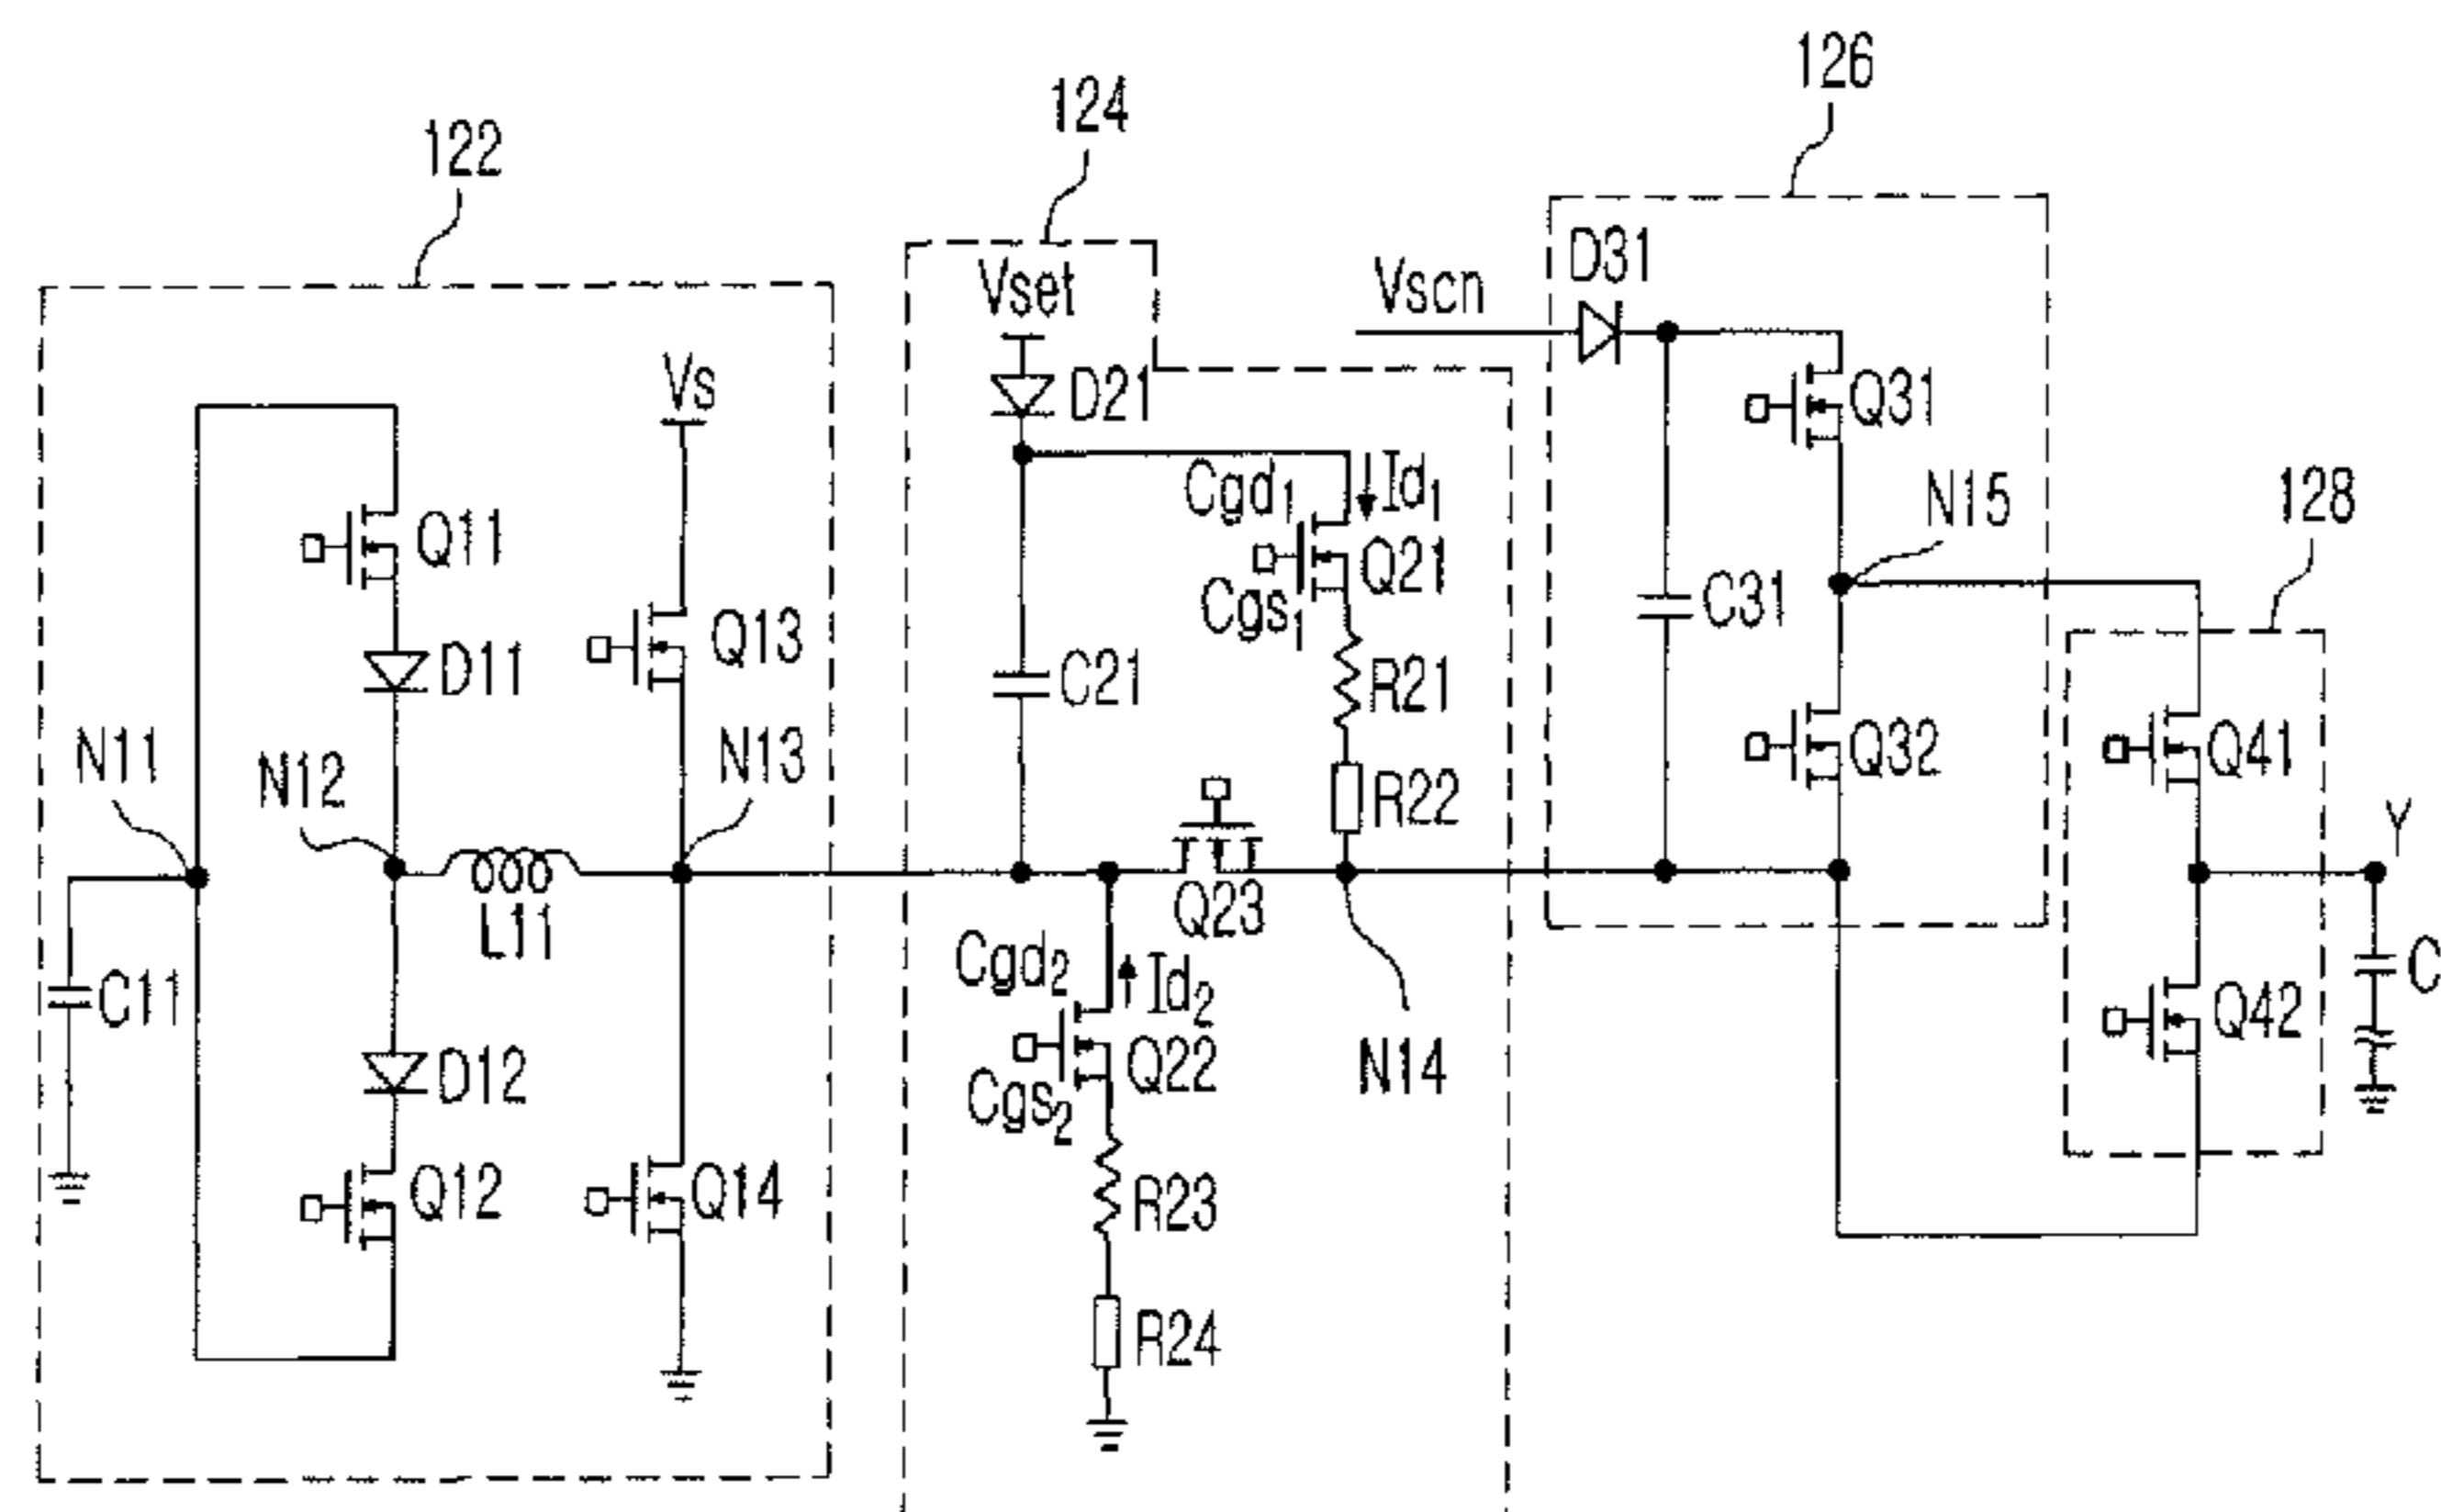 126
124
122
D31
Vset
Vscn
Vs
D21
Q31
Cgd1
Id1
N15
128
Q11
Q21
C31
Cgs1
Q13
D11
C21
R21
N11
N12
N13
Q32
Q41
R22
Y
L11
Q23
Cgd2
Id2
C
C11
Q42
D12
Q22
N14
Cgs2
Q12
Q14
R23
R24